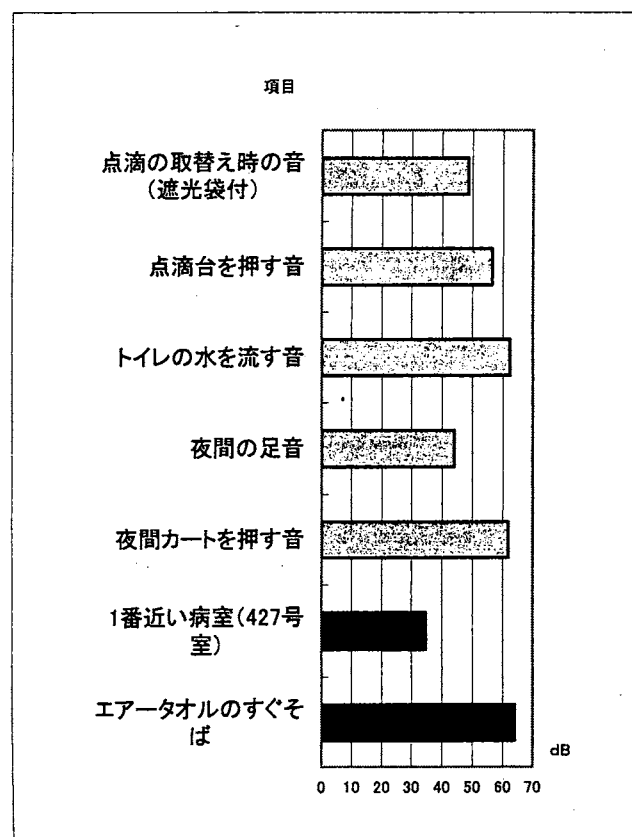 項目
点滴の取替え時の音
(遮光袋付)
点滴台を押す音
トイレの水を流す音
夜間の足音
夜間カートを押す音
1番近い病室(427号
室)
エアータオルのすぐそ
ば
dB
0 10 20 30 40 50 60 70